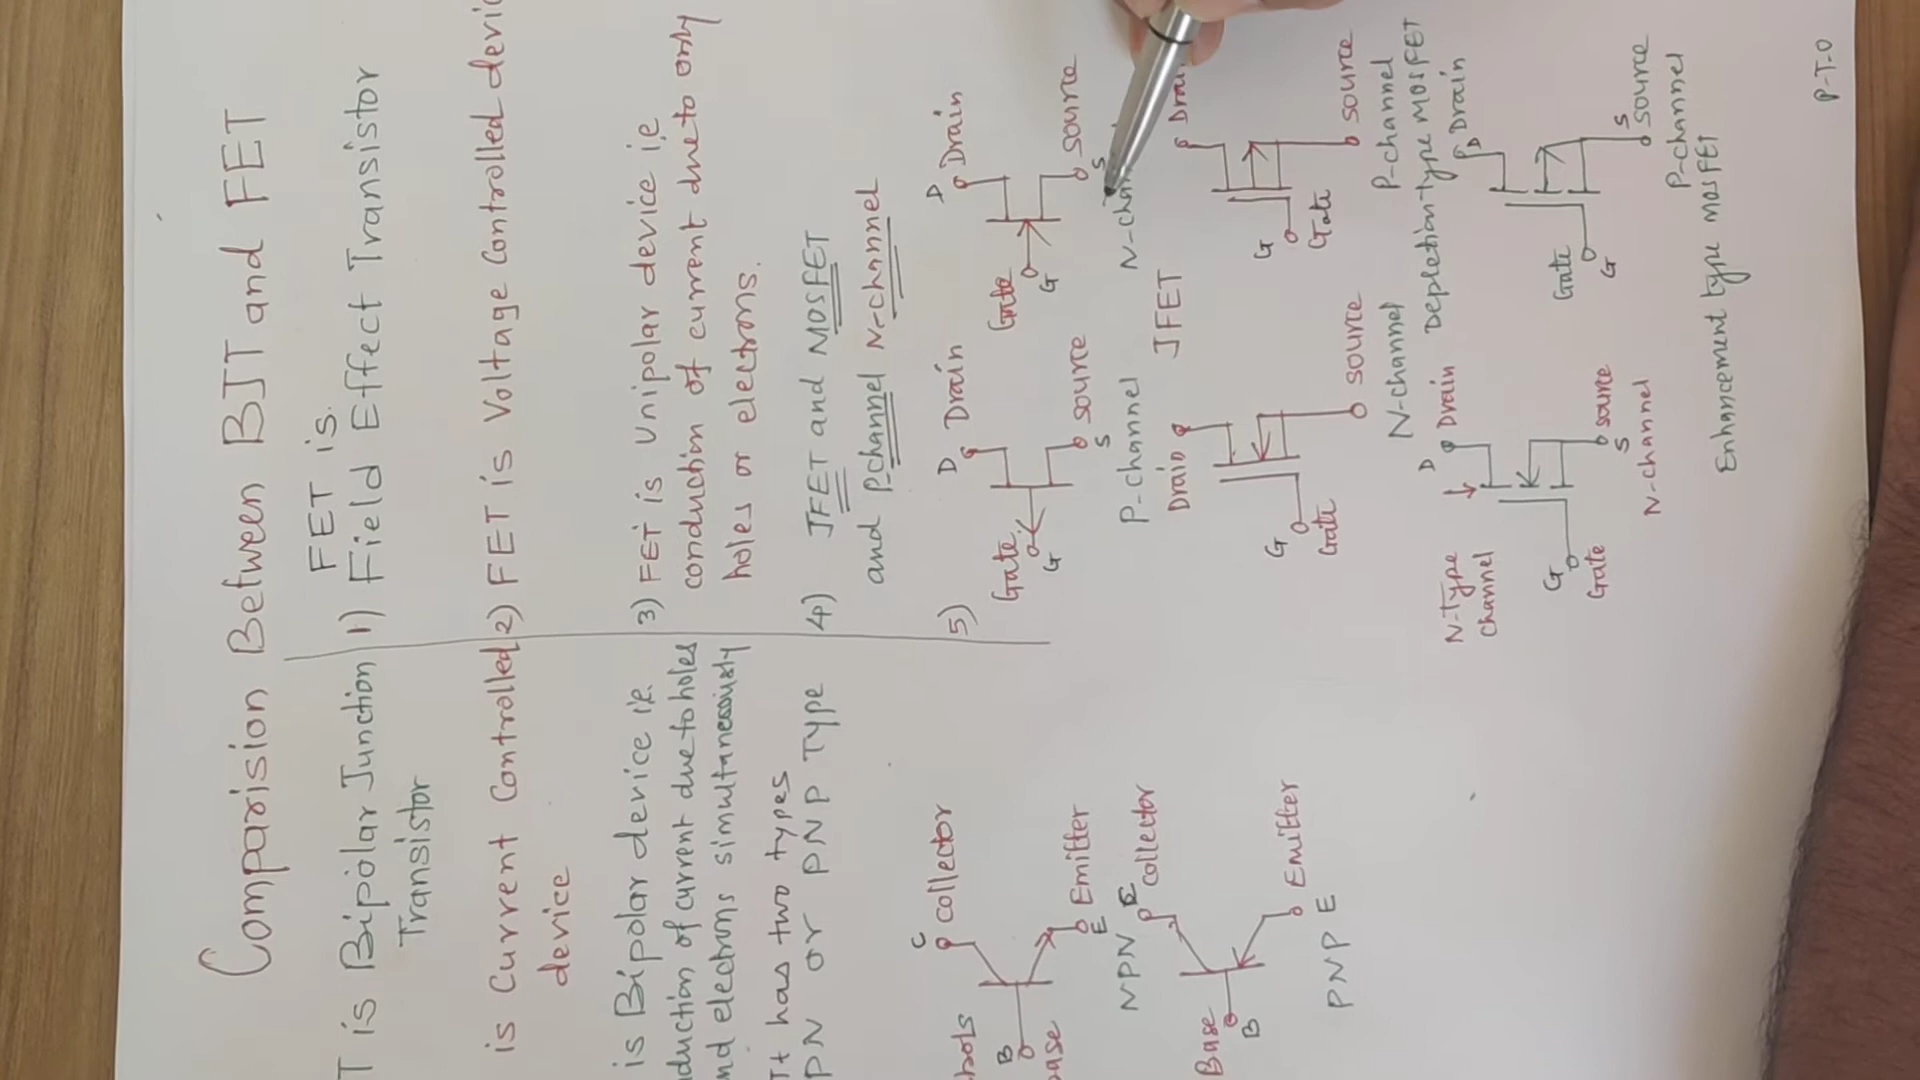 Comparision Between BJT and FET
FET is.
T is Bipolar Junction
Transistor
1) Field Effect Transistor
is Current Controlled
device
2) FET is Voltage Controlled devic
is Bipolar device i.e.
nduction of current due to holes
nd electrons simultaneously
3) FET is Unipolar device i.e
conduction of current due to only
holes or electrons.
It has two types
PN or PNP Type
4) JFET and MOSFET
and Pchannel N-channel
bols
C Collector
B
base
E Emitter
NPN
E Collector
Base
B
Emitter
PNP E
5)
D Drain
Gate
G
source
S
P-channel
D Drain
Gate
G
source
S
N-chan
JFET
Drain
G
Gate
source
N-channel
Drai
G
Gate
source
P-channel
Depletion type MOSFET
N-Type
channel
D Drain
G
Gate
source
S
N-channel
D Drain
Gate
G
S
source
P-channel
Enhancement type MOSFET
P-T-O